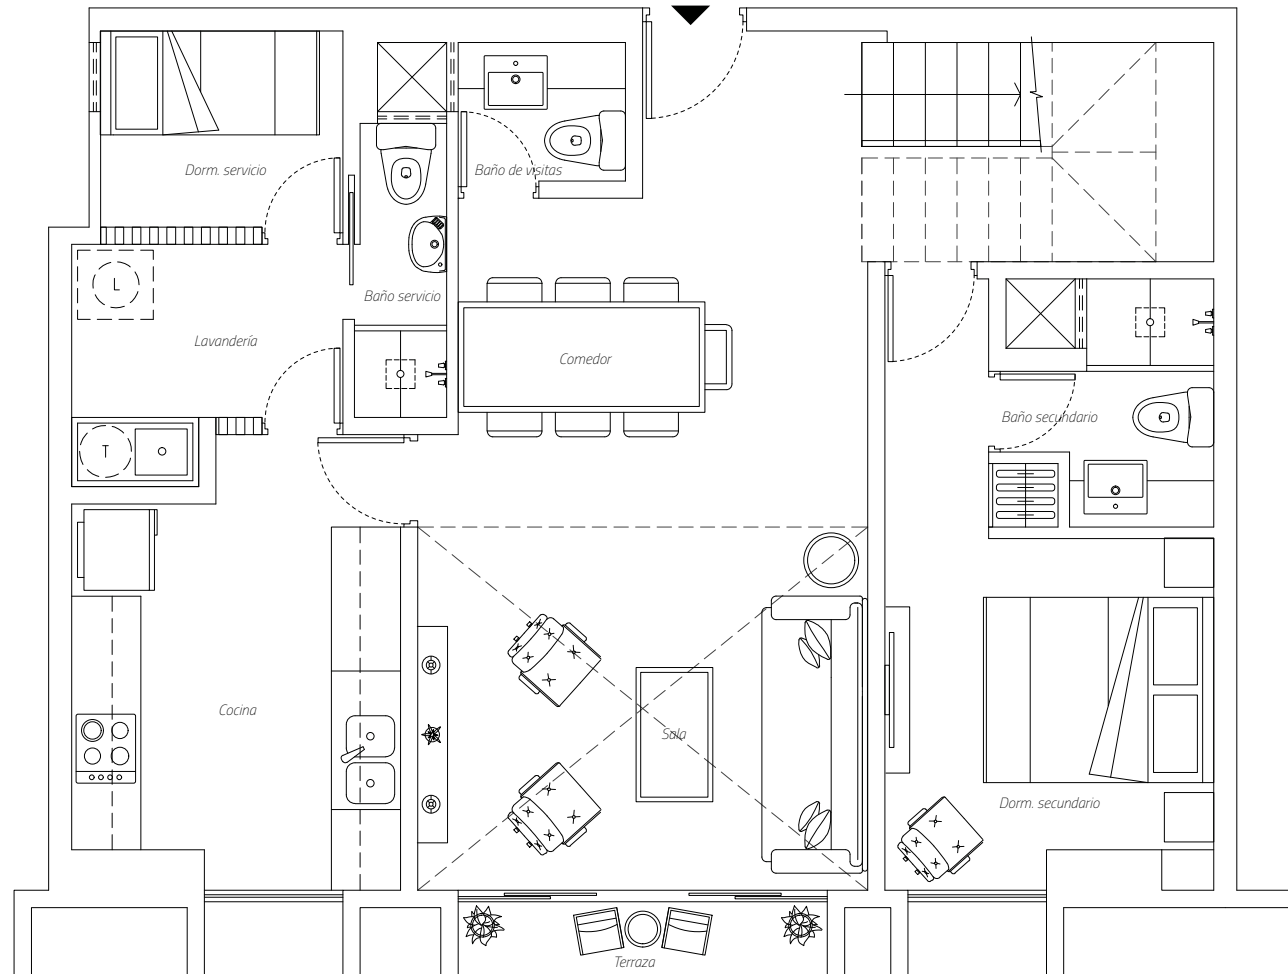 Dorm. servicio
Baño de visitas
L
Baño servicio
Lavandería
Comedor
Baño secundario
T
Cocina
Sala
Dorm. secundario
Terraza